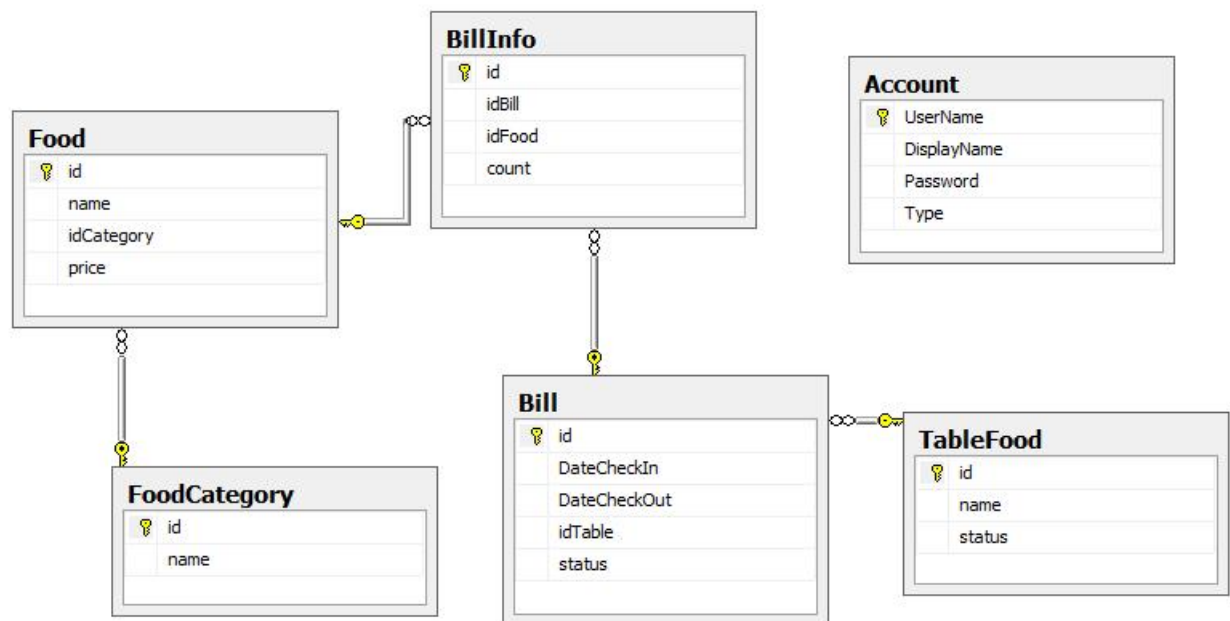 BillInfo
id
idBill
idFood
count
Account
UserName
DisplayName
Password
Type
Food
id
name
idCategory
price
Bill
id
DateCheckIn
DateCheckOut
idTable
status
TableFood
id
name
status
FoodCategory
id
name